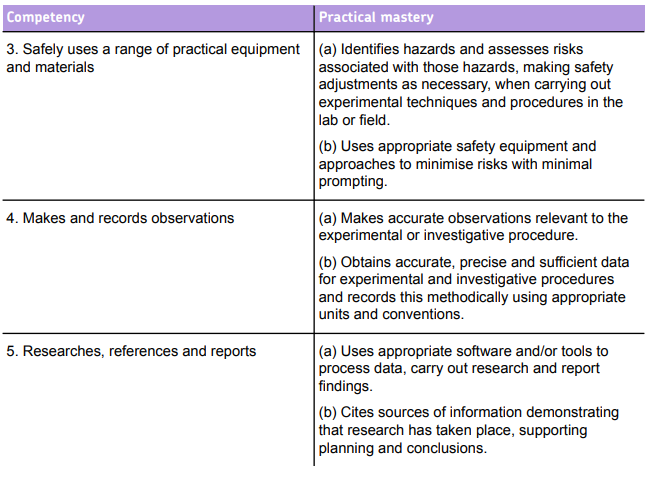 Competency
Practical mastery
3. Safely uses a range of practical equipment
and materials
(a) Identifies hazards and assesses risks
associated with those hazards, making safety
adjustments as necessary, when carrying out
experimental techniques and procedures in the
lab or field.
(b) Uses appropriate safety equipment and
approaches to minimise risks with minimal
prompting.
4. Makes and records observations
(a) Makes accurate observations relevant to the
experimental or investigative procedure.
(b) Obtains accurate, precise and sufficient data
for experimental and investigative procedures
and records this methodically using appropriate
units and conventions.
5. Researches, references and reports
(a) Uses appropriate software and/or tools to
process data, carry out research and report
findings.
(b) Cites sources of information demonstrating
that research has taken place, supporting
planning and conclusions.